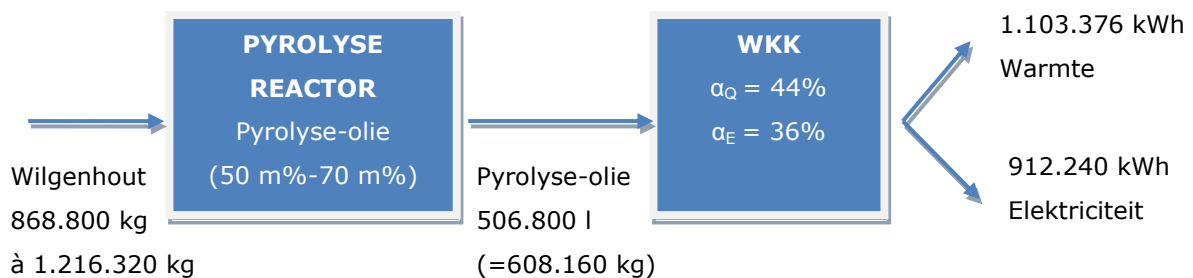 PYROLYSE
REACTOR
Pyrolyse-olie
(50 m%-70 m%)
WKK
αQ = 44%
αE = 36%
1.103.376 kWh
Warmte
Wilgenhout
868.800 kg
à 1.216.320 kg
Pyrolyse-olie
506.800 l
(=608.160 kg)
912.240 kWh
Elektriciteit